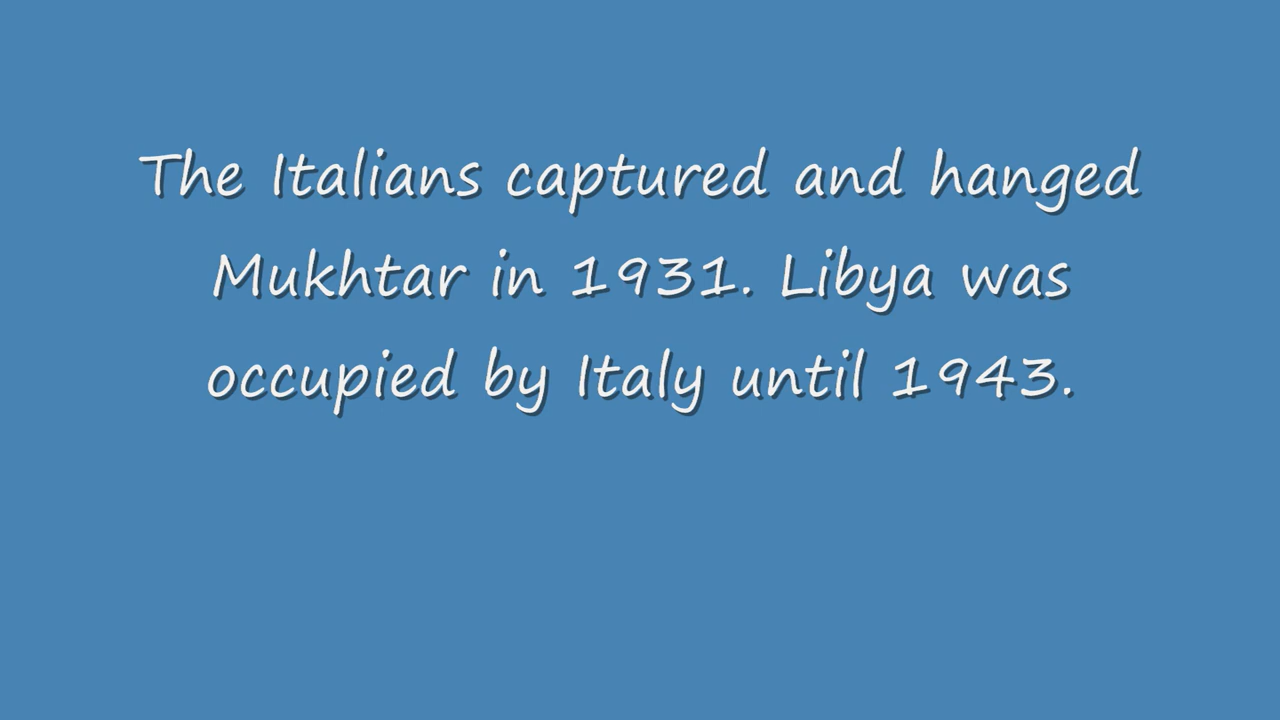 The Italians captured and hanged
Mukhtar in 1931. Libya was
occupied by Italy until 1943.